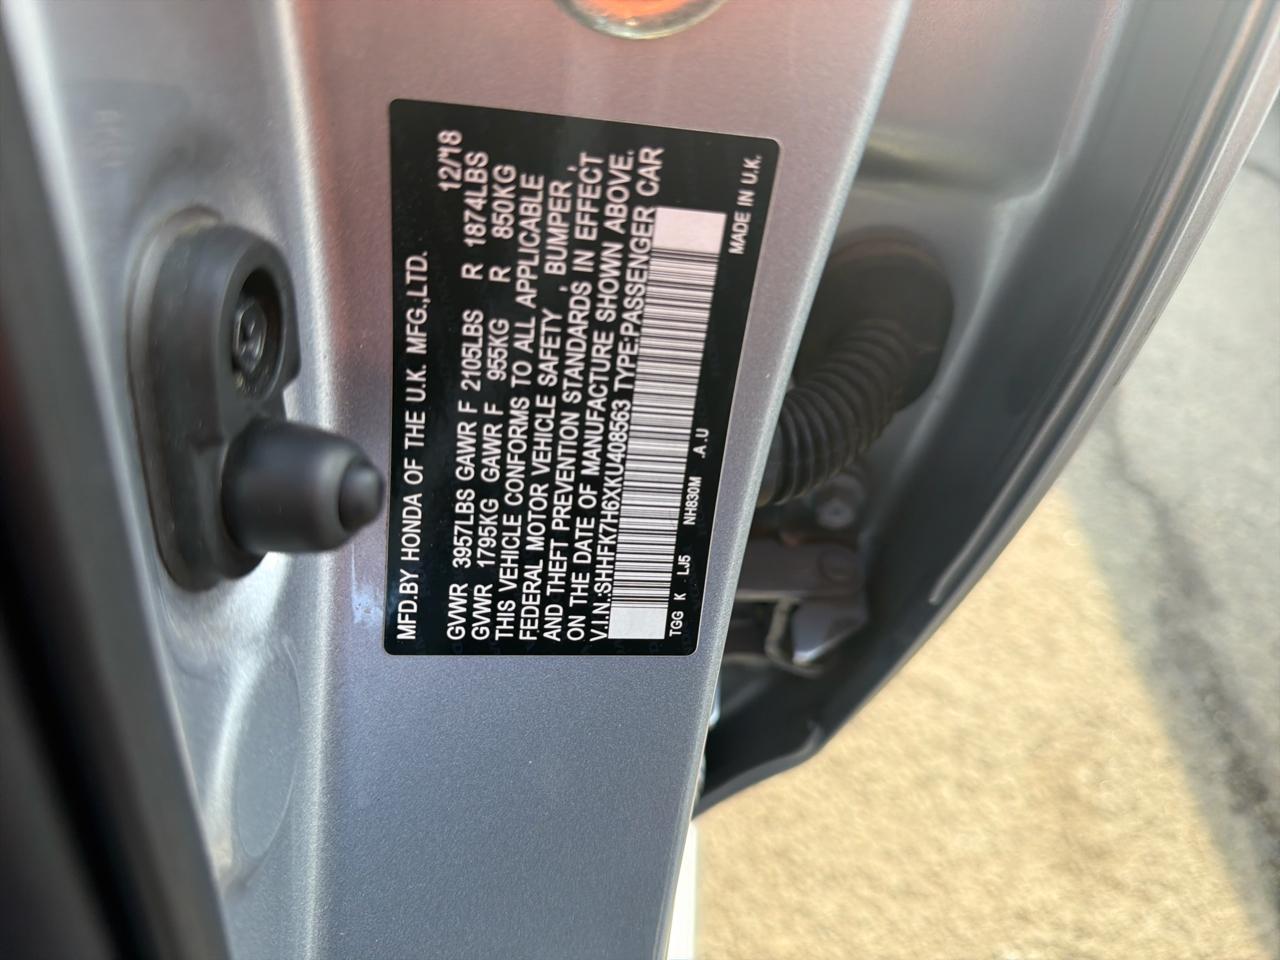 MFD.BY HONDA OF THE U.K. MFG.,LTD.
12/18
GVWR 3957LBS GAWR F 2105LBS R 1874LBS
GVWR 1795KG GAWR F 955KG R 850KG
THIS VEHICLE CONFORMS TO ALL APPLICABLE
FEDERAL MOTOR VEHICLE SAFETY , BUMPER ,
AND THEFT PREVENTION STANDARDS IN EFFECT
ON THE DATE OF MANUFACTURE SHOWN ABOVE.
V.I.N.:SHHFK7H6XKU408563 TYPE:PASSENGER CAR
TGG K LJ5 NH830M .A.U MADE IN U.K.